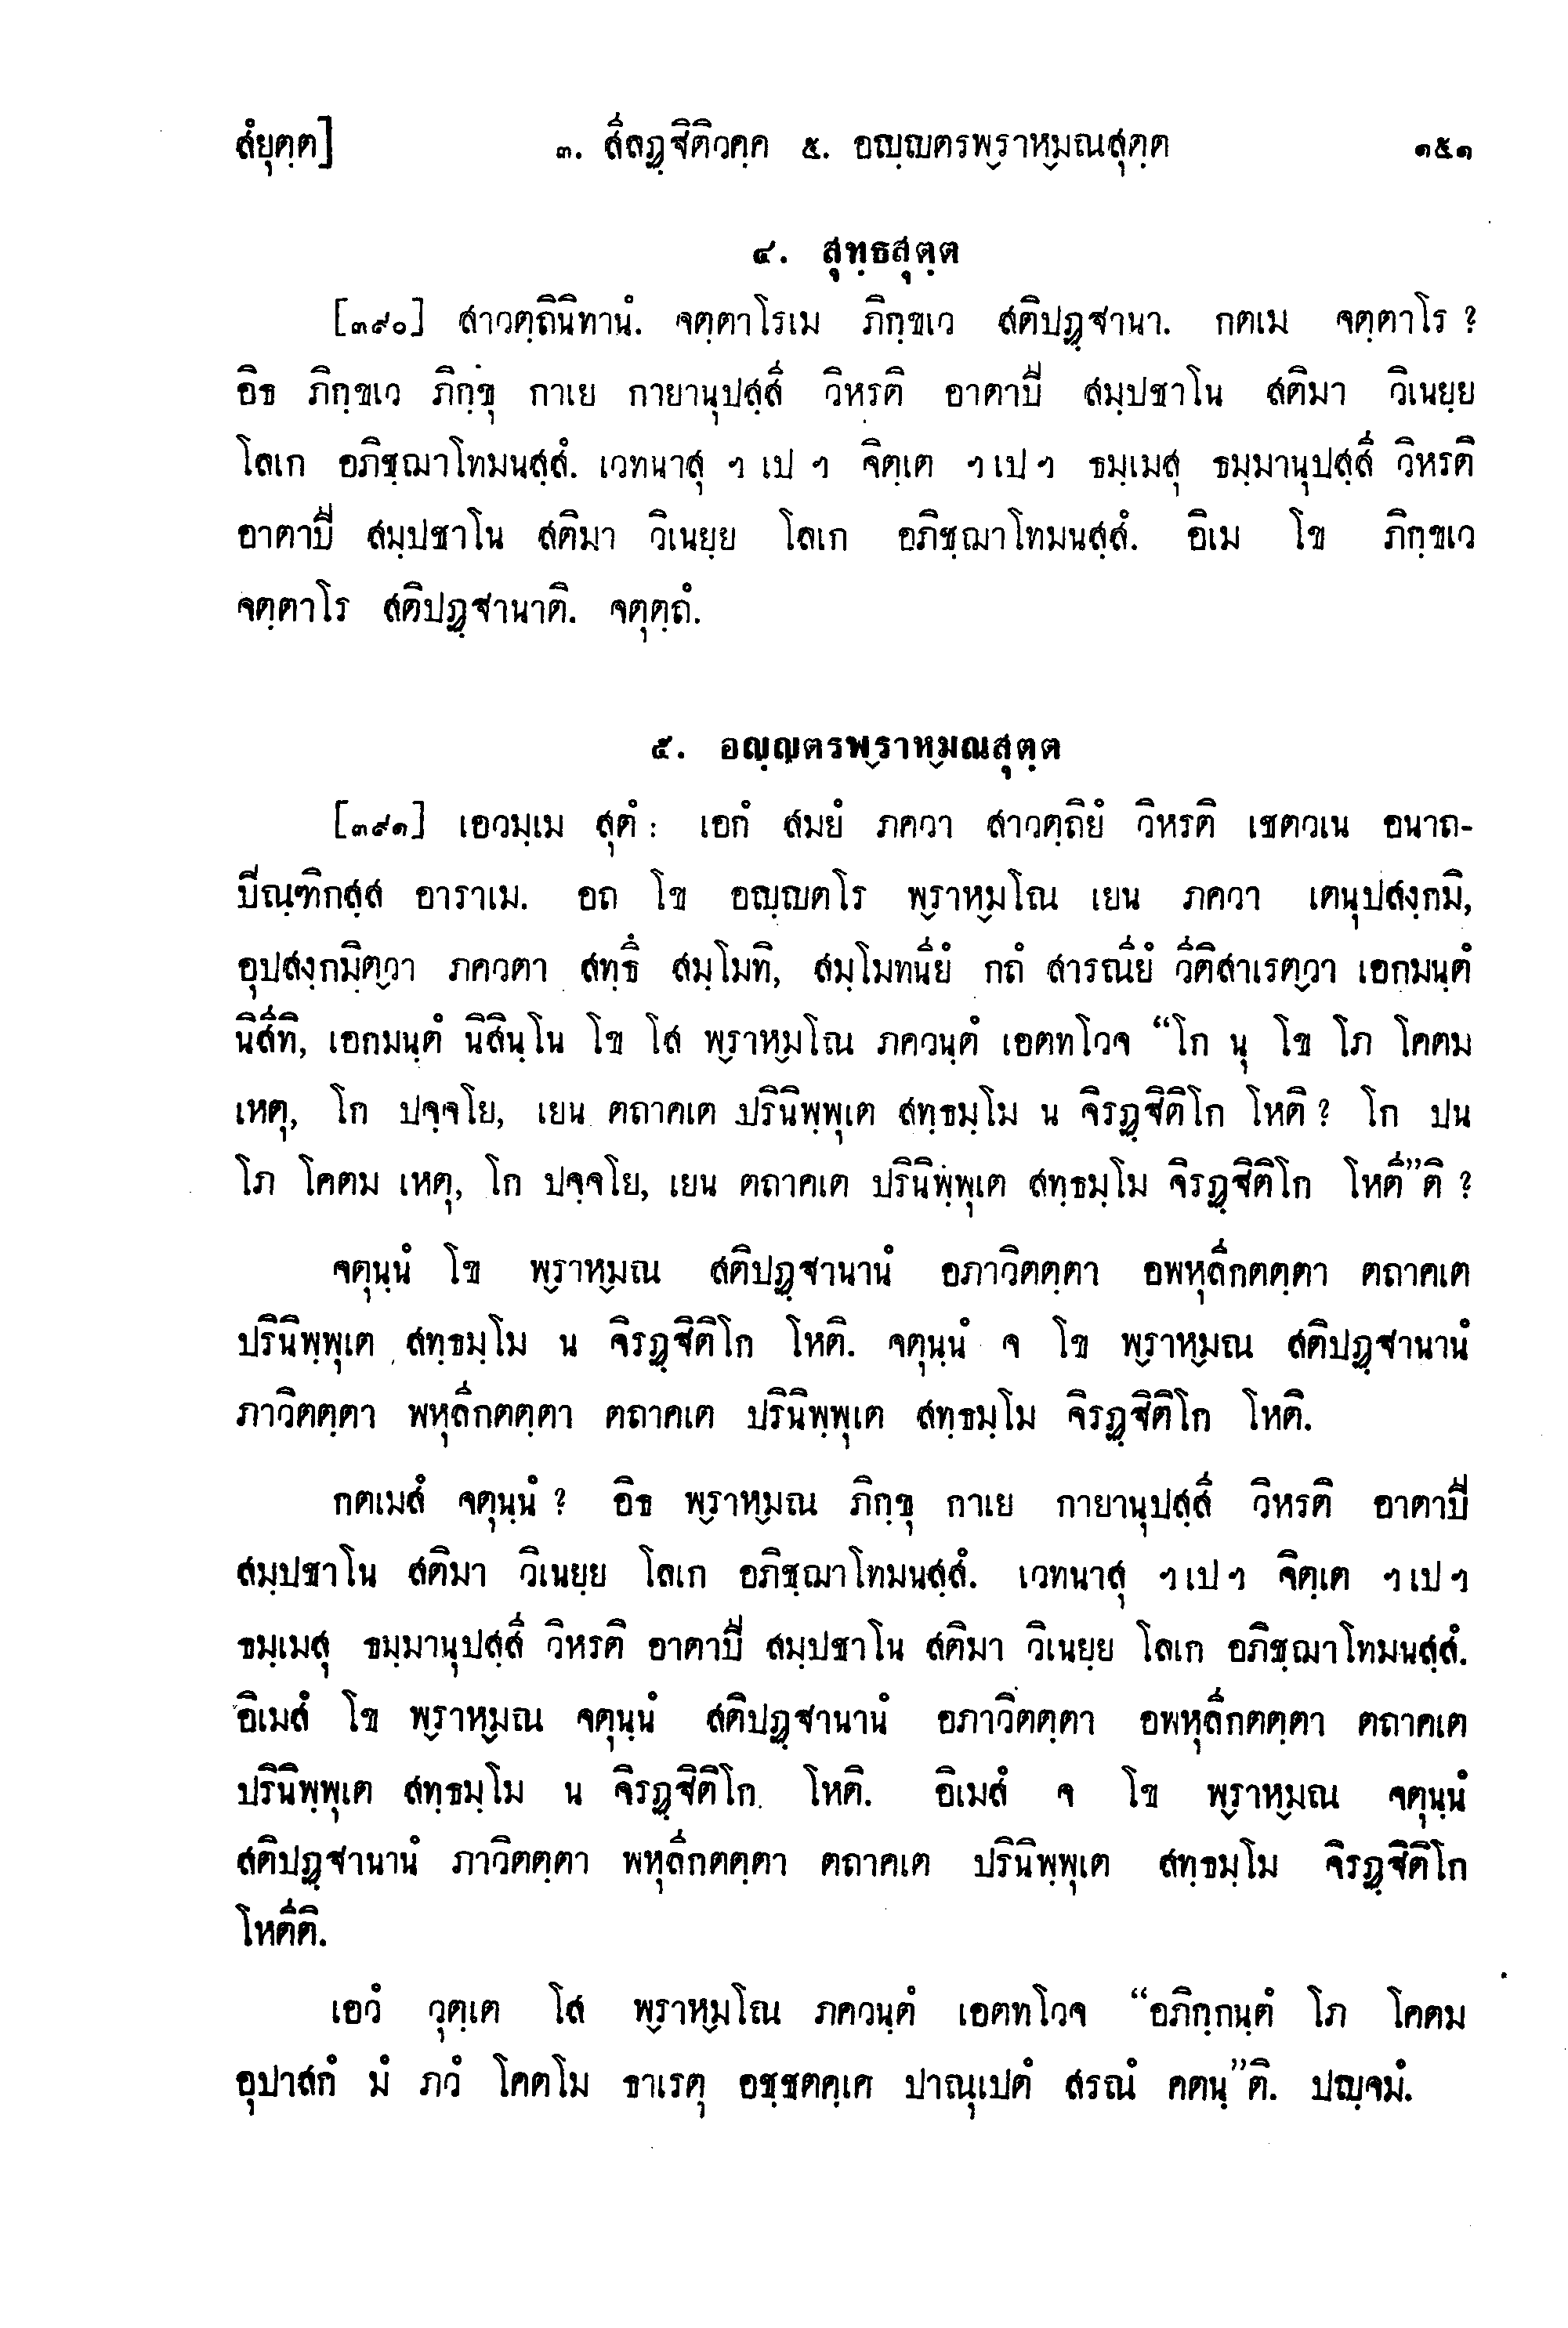 สํยุตฺต] ๓. สีลฏฺฐิติวคฺค ๕. อญฺญตรพฺราหฺมณสุตฺต ๑๕๑
๔. สุทฺธสุตฺต
[๓๙๐] สาวตฺถินิทานํ. จตฺตาโรเม ภิกฺขเว สติปฏฺฐานา. กตเม จตฺตาโร ?
อิธ ภิกฺขเว ภิกฺขุ กาเย กายานุปสฺสี วิหรติ อาตาปี สมฺปชาโน สติมา วิเนยฺย
โลเก อภิชฺฌาโทมนสฺสํ. เวทนาสุ ฯ เป ฯ จิตฺเต ฯ เป ฯ ธมฺเมสุ ธมฺมานุปสฺสี วิหรติ
อาตาปี สมฺปชาโน สติมา วิเนยฺย โลเก อภิชฺฌาโทมนสฺสํ. อิเม โข ภิกฺขเว
จตฺตาโร สติปฏฺฐานาติ. จตุตฺถํ.
๕. อญฺญตรพฺราหฺมณสุตฺต
[๓๙๑] เอวมฺเม สุตํ : เอกํ สมยํ ภควา สาวตฺถิยํ วิหรติ เชตวเน อนาถ-
ปิณฺฑิกสฺส อาราเม. อถ โข อญฺญตโร พฺราหฺมโณ เยน ภควา เตนุปสงฺกมิ,
อุปสงฺกมิตฺวา ภควตา สทฺธึ สมฺโมทิ, สมฺโมทนียํ กถํ สารณียํ วีติสาเรตฺวา เอกมนฺตํ
นิสีทิ, เอกมนฺตํ นิสินฺโน โข โส พฺราหฺมโณ ภควนฺตํ เอตทโวจ “โก นุ โข โภ โคตม
เหตุ, โก ปจฺจโย, เยน ตถาคเต ปรินิพฺพุเต สทฺธมฺโม น จิรฏฺฐิติโก โหติ ? โก ปน
โภ โคตม เหตุ, โก ปจฺจโย, เยน ตถาคเต ปรินิพฺพุเต สทฺธมฺโม จิรฏฺฐิติโก โหตี”ติ ?
จตุนฺนํ โข พฺราหฺมณ สติปฏฺฐานานํ อภาวิตตฺตา อพหุลีกตตฺตา ตถาคเต
ปรินิพฺพุเต สทฺธมฺโม น จิรฏฺฐิติโก โหติ. จตุนฺนํ จ โข พฺราหฺมณ สติปฏฺฐานานํ
ภาวิตตฺตา พหุลีกตตฺตา ตถาคเต ปรินิพฺพุเต สทฺธมฺโม จิรฏฺฐิติโก โหติ.
กตเมสํ จตุนฺนํ ? อิธ พฺราหฺมณ ภิกฺขุ กาเย กายานุปสฺสี วิหรติ อาตาปี
สมฺปชาโน สติมา วิเนยฺย โลเก อภิชฺฌาโทมนสฺสํ. เวทนาสุ ฯ เป ฯ จิตฺเต ฯ เป ฯ
ธมฺเมสุ ธมฺมานุปสฺสี วิหรติ อาตาปี สมฺปชาโน สติมา วิเนยฺย โลเก อภิชฺฌาโทมนสฺสํ.
อิเมสํ โข พฺราหฺมณ จตุนฺนํ สติปฏฺฐานานํ อภาวิตตฺตา อพหุลีกตตฺตา ตถาคเต
ปรินิพฺพุเต สทฺธมฺโม น จิรฏฺฐิติโก โหติ. อิเมสํ จ โข พฺราหฺมณ จตุนฺนํ
สติปฏฺฐานานํ ภาวิตตฺตา พหุลีกตตฺตา ตถาคเต ปรินิพฺพุเต สทฺธมฺโม จิรฏฺฐิติโก
โหตีติ.
เอวํ วุตฺเต โส พฺราหฺมโณ ภควนฺตํ เอตทโวจ “อภิกฺกนฺตํ โภ โคตม
อุปาสกํ มํ ภวํ โคตโม ธาเรตุ อชฺชตคฺเค ปาณุเปตํ สรณํ คตนฺ”ติ. ปญฺจมํ.